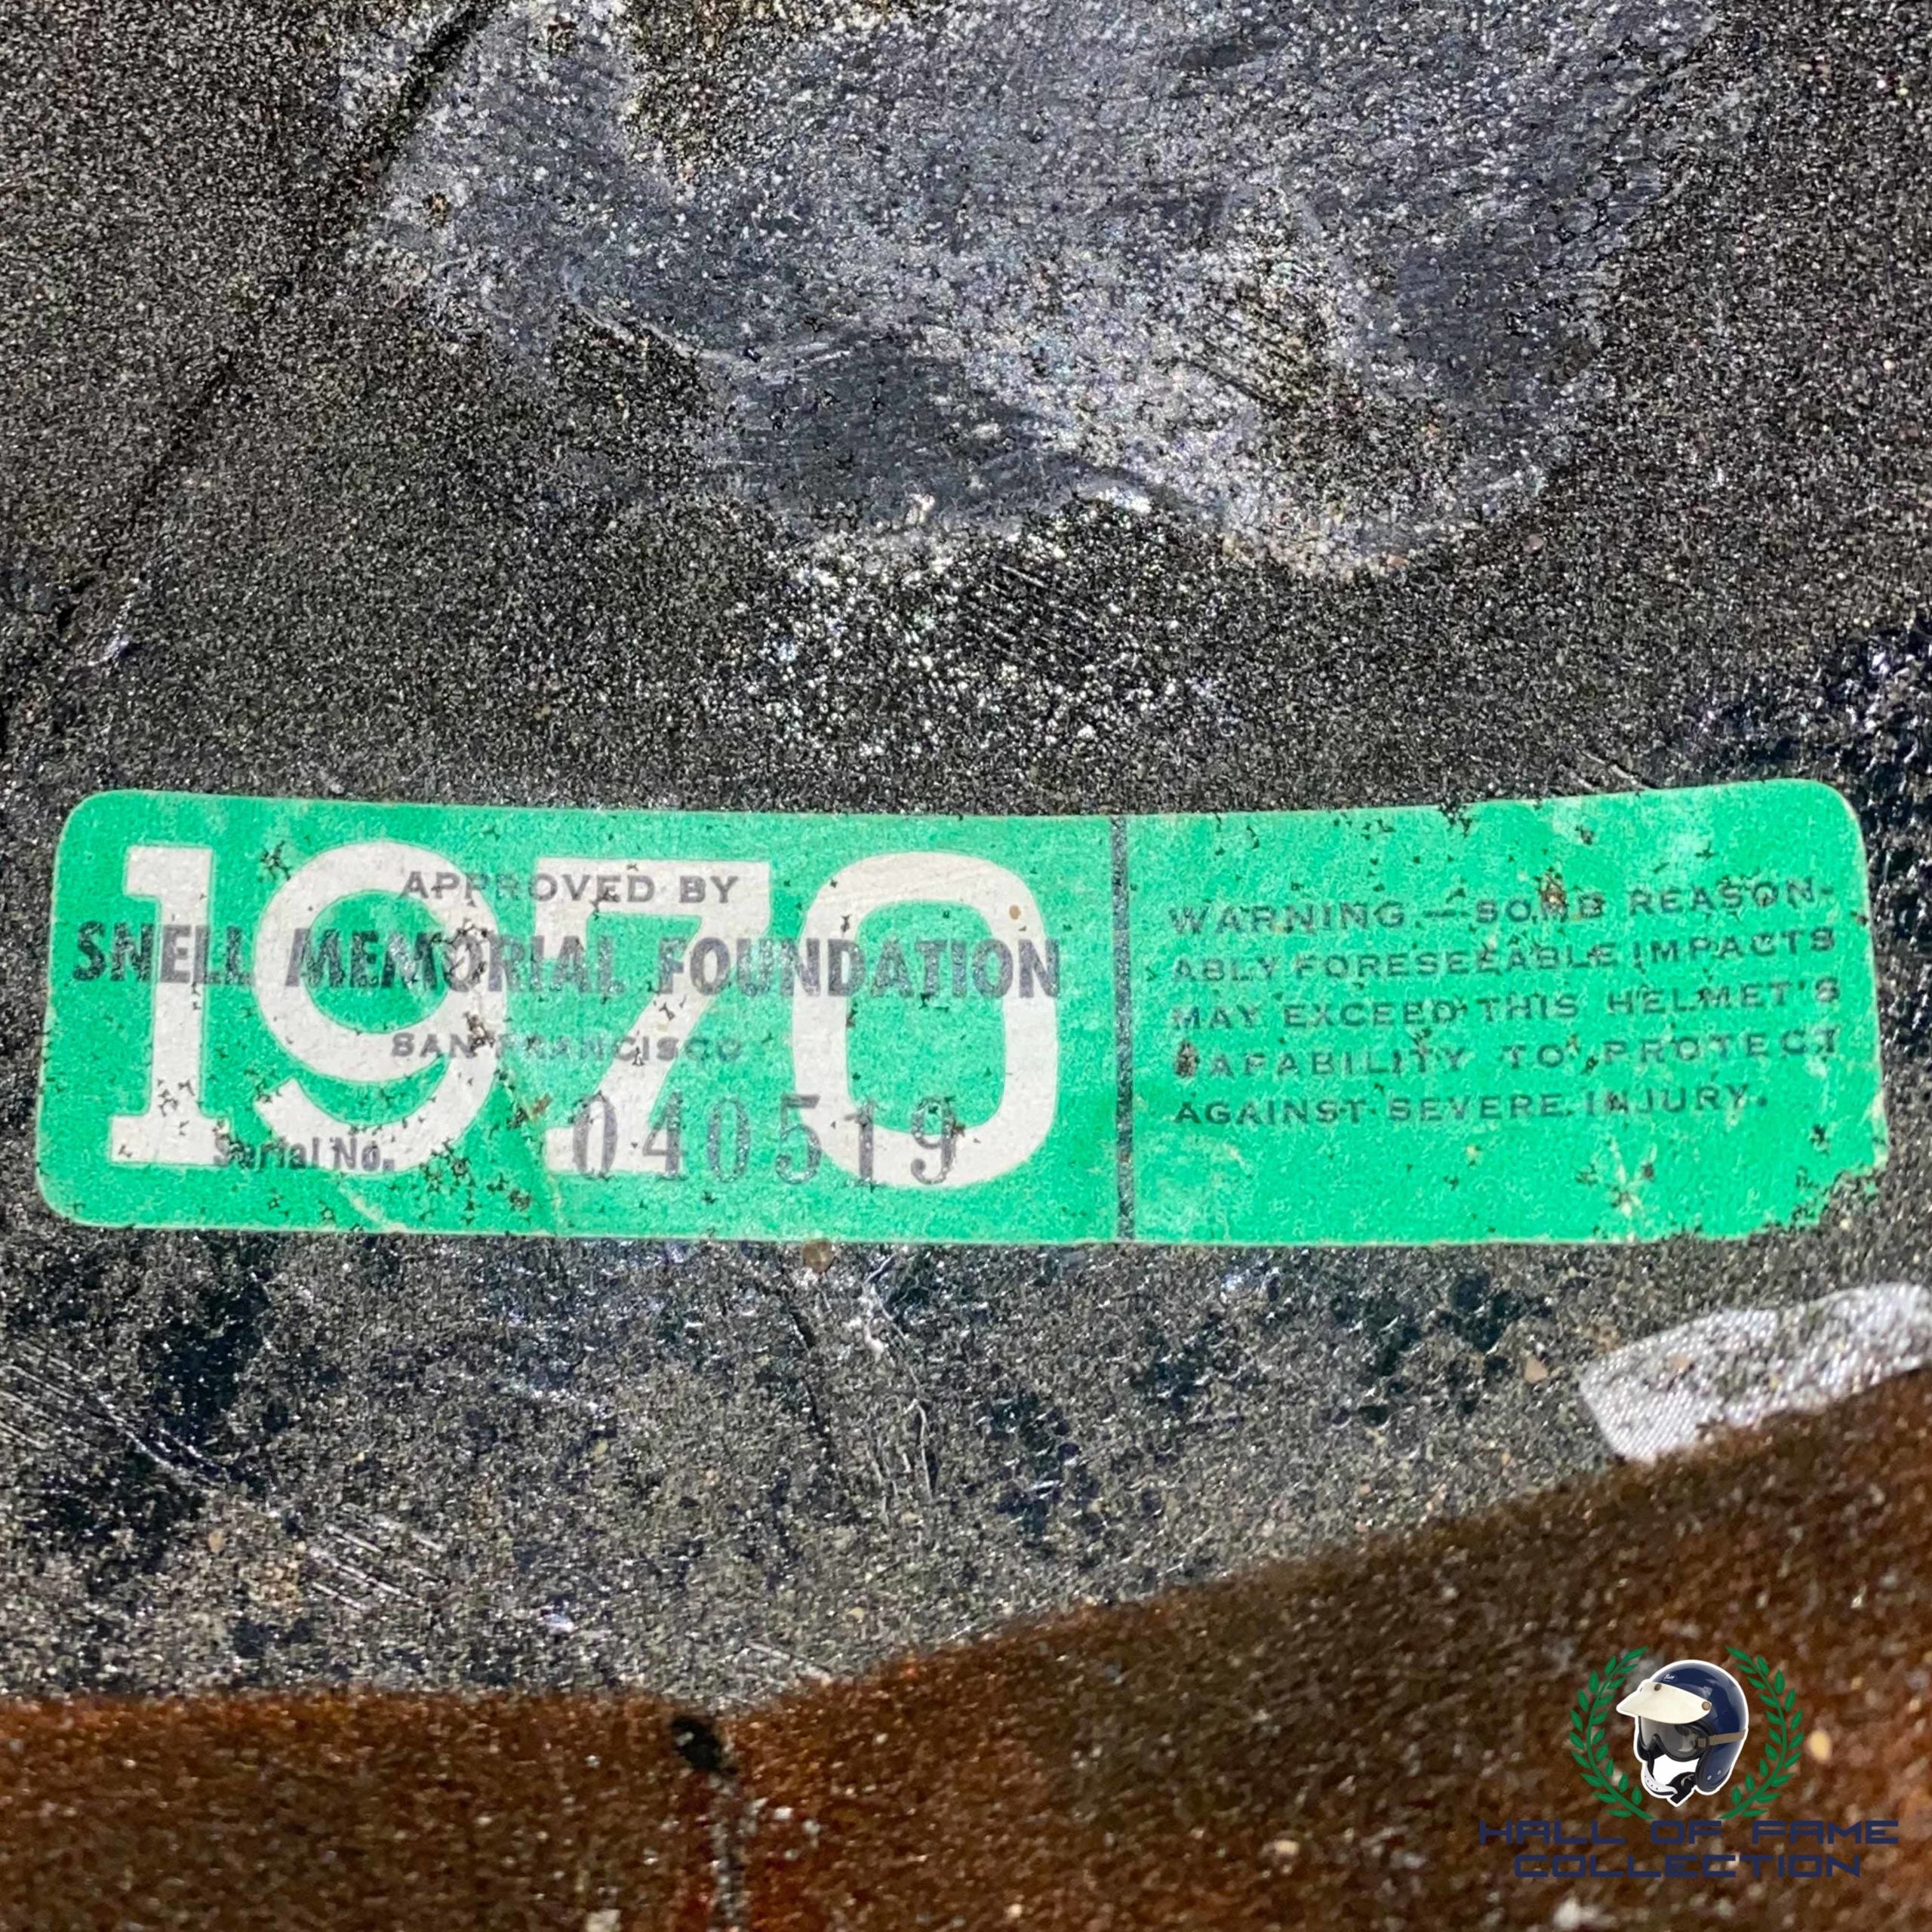 1970
APPROVED BY
SNELL MEMORIAL FOUNDATION
SAN FRANCISCO
Serial No. 040519
WARNING—SOME REASON-
ABLY FORESEEABLE IMPACTS
MAY EXCEED THIS HELMET'S
CAPABILITY TO PROTECT
AGAINST SEVERE INJURY.
HALL OF FAME
COLLECTION